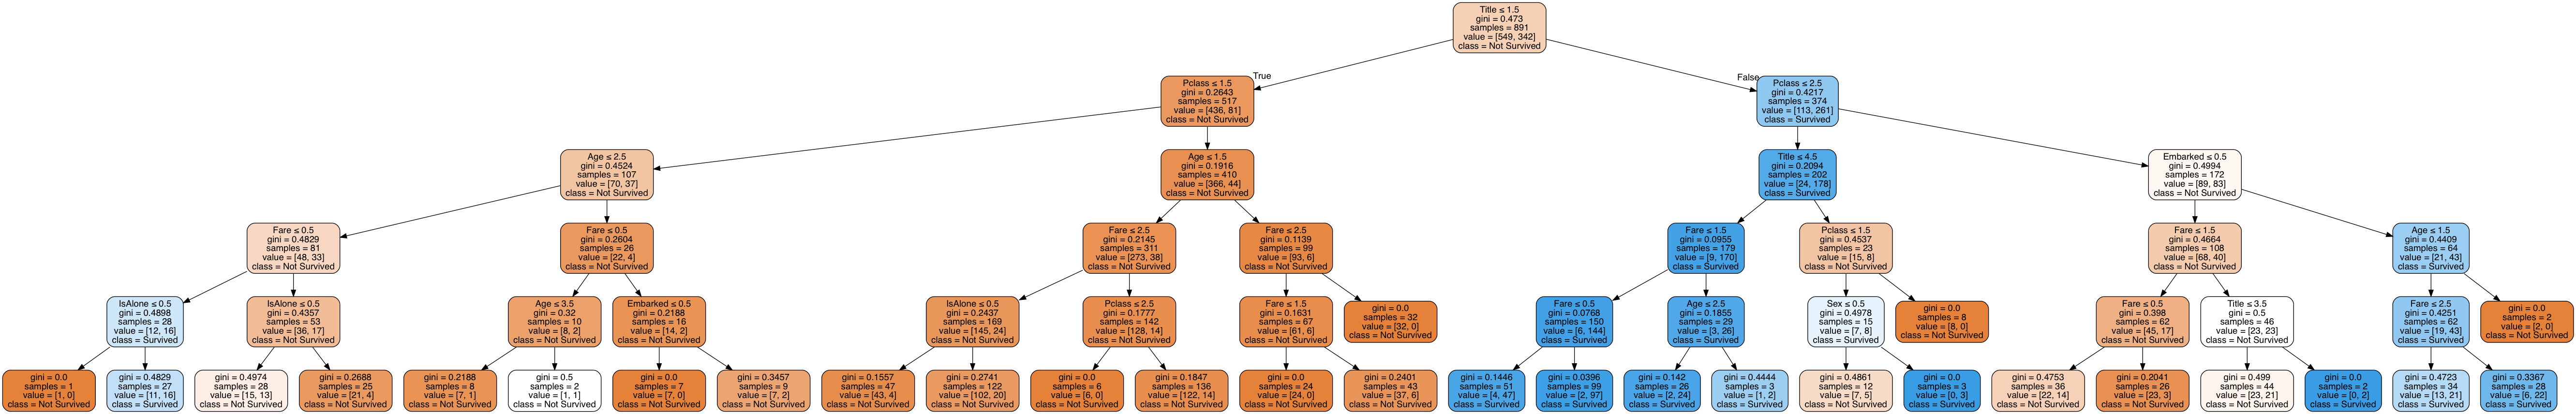 Title ≤ 1.5
gini = 0.473
samples = 891
value = [549, 342]
class = Not Survived
True
False
Pclass ≤ 1.5
gini = 0.2643
samples = 517
value = [436, 81]
class = Not Survived
Pclass ≤ 2.5
gini = 0.4217
samples = 374
value = [113, 261]
class = Survived
Age ≤ 2.5
gini = 0.4524
samples = 107
value = [70, 37]
class = Not Survived
Age ≤ 1.5
gini = 0.1916
samples = 410
value = [366, 44]
class = Not Survived
Title ≤ 4.5
gini = 0.2094
samples = 202
value = [24, 178]
class = Survived
Embarked ≤ 0.5
gini = 0.4994
samples = 172
value = [89, 83]
class = Not Survived
Fare ≤ 0.5
gini = 0.4829
samples = 81
value = [48, 33]
class = Not Survived
Fare ≤ 0.5
gini = 0.2604
samples = 26
value = [22, 4]
class = Not Survived
Fare ≤ 2.5
gini = 0.2145
samples = 311
value = [273, 38]
class = Not Survived
Fare ≤ 2.5
gini = 0.1139
samples = 99
value = [93, 6]
class = Not Survived
Fare ≤ 1.5
gini = 0.0955
samples = 179
value = [9, 170]
class = Survived
Pclass ≤ 1.5
gini = 0.4537
samples = 23
value = [15, 8]
class = Not Survived
Fare ≤ 1.5
gini = 0.4664
samples = 108
value = [68, 40]
class = Not Survived
Age ≤ 1.5
gini = 0.4409
samples = 64
value = [21, 43]
class = Survived
IsAlone ≤ 0.5
gini = 0.4898
samples = 28
value = [12, 16]
class = Survived
IsAlone ≤ 0.5
gini = 0.4357
samples = 53
value = [36, 17]
class = Not Survived
Age ≤ 3.5
gini = 0.32
samples = 10
value = [8, 2]
class = Not Survived
Embarked ≤ 0.5
gini = 0.2188
samples = 16
value = [14, 2]
class = Not Survived
IsAlone ≤ 0.5
gini = 0.2437
samples = 169
value = [145, 24]
class = Not Survived
Pclass ≤ 2.5
gini = 0.1777
samples = 142
value = [128, 14]
class = Not Survived
Fare ≤ 1.5
gini = 0.1631
samples = 67
value = [61, 6]
class = Not Survived
gini = 0.0
samples = 32
value = [32, 0]
class = Not Survived
Fare ≤ 0.5
gini = 0.0768
samples = 150
value = [6, 144]
class = Survived
Age ≤ 2.5
gini = 0.1855
samples = 29
value = [3, 26]
class = Survived
Sex ≤ 0.5
gini = 0.4978
samples = 15
value = [7, 8]
class = Survived
gini = 0.0
samples = 8
value = [8, 0]
class = Not Survived
Fare ≤ 0.5
gini = 0.398
samples = 62
value = [45, 17]
class = Not Survived
Title ≤ 3.5
gini = 0.5
samples = 46
value = [23, 23]
class = Not Survived
Fare ≤ 2.5
gini = 0.4251
samples = 62
value = [19, 43]
class = Survived
gini = 0.0
samples = 2
value = [2, 0]
class = Not Survived
gini = 0.0
samples = 1
value = [1, 0]
class = Not Survived
gini = 0.4829
samples = 27
value = [11, 16]
class = Survived
gini = 0.4974
samples = 28
value = [15, 13]
class = Not Survived
gini = 0.2688
samples = 25
value = [21, 4]
class = Not Survived
gini = 0.2188
samples = 8
value = [7, 1]
class = Not Survived
gini = 0.5
samples = 2
value = [1, 1]
class = Not Survived
gini = 0.0
samples = 7
value = [7, 0]
class = Not Survived
gini = 0.3457
samples = 9
value = [7, 2]
class = Not Survived
gini = 0.1557
samples = 47
value = [43, 4]
class = Not Survived
gini = 0.2741
samples = 122
value = [102, 20]
class = Not Survived
gini = 0.0
samples = 6
value = [6, 0]
class = Not Survived
gini = 0.1847
samples = 136
value = [122, 14]
class = Not Survived
gini = 0.0
samples = 24
value = [24, 0]
class = Not Survived
gini = 0.2401
samples = 43
value = [37, 6]
class = Not Survived
gini = 0.1446
samples = 51
value = [4, 47]
class = Survived
gini = 0.0396
samples = 99
value = [2, 97]
class = Survived
gini = 0.142
samples = 26
value = [2, 24]
class = Survived
gini = 0.4444
samples = 3
value = [1, 2]
class = Survived
gini = 0.4861
samples = 12
value = [7, 5]
class = Not Survived
gini = 0.0
samples = 3
value = [0, 3]
class = Survived
gini = 0.4753
samples = 36
value = [22, 14]
class = Not Survived
gini = 0.2041
samples = 26
value = [23, 3]
class = Not Survived
gini = 0.499
samples = 44
value = [23, 21]
class = Not Survived
gini = 0.0
samples = 2
value = [0, 2]
class = Survived
gini = 0.4723
samples = 34
value = [13, 21]
class = Survived
gini = 0.3367
samples = 28
value = [6, 22]
class = Survived